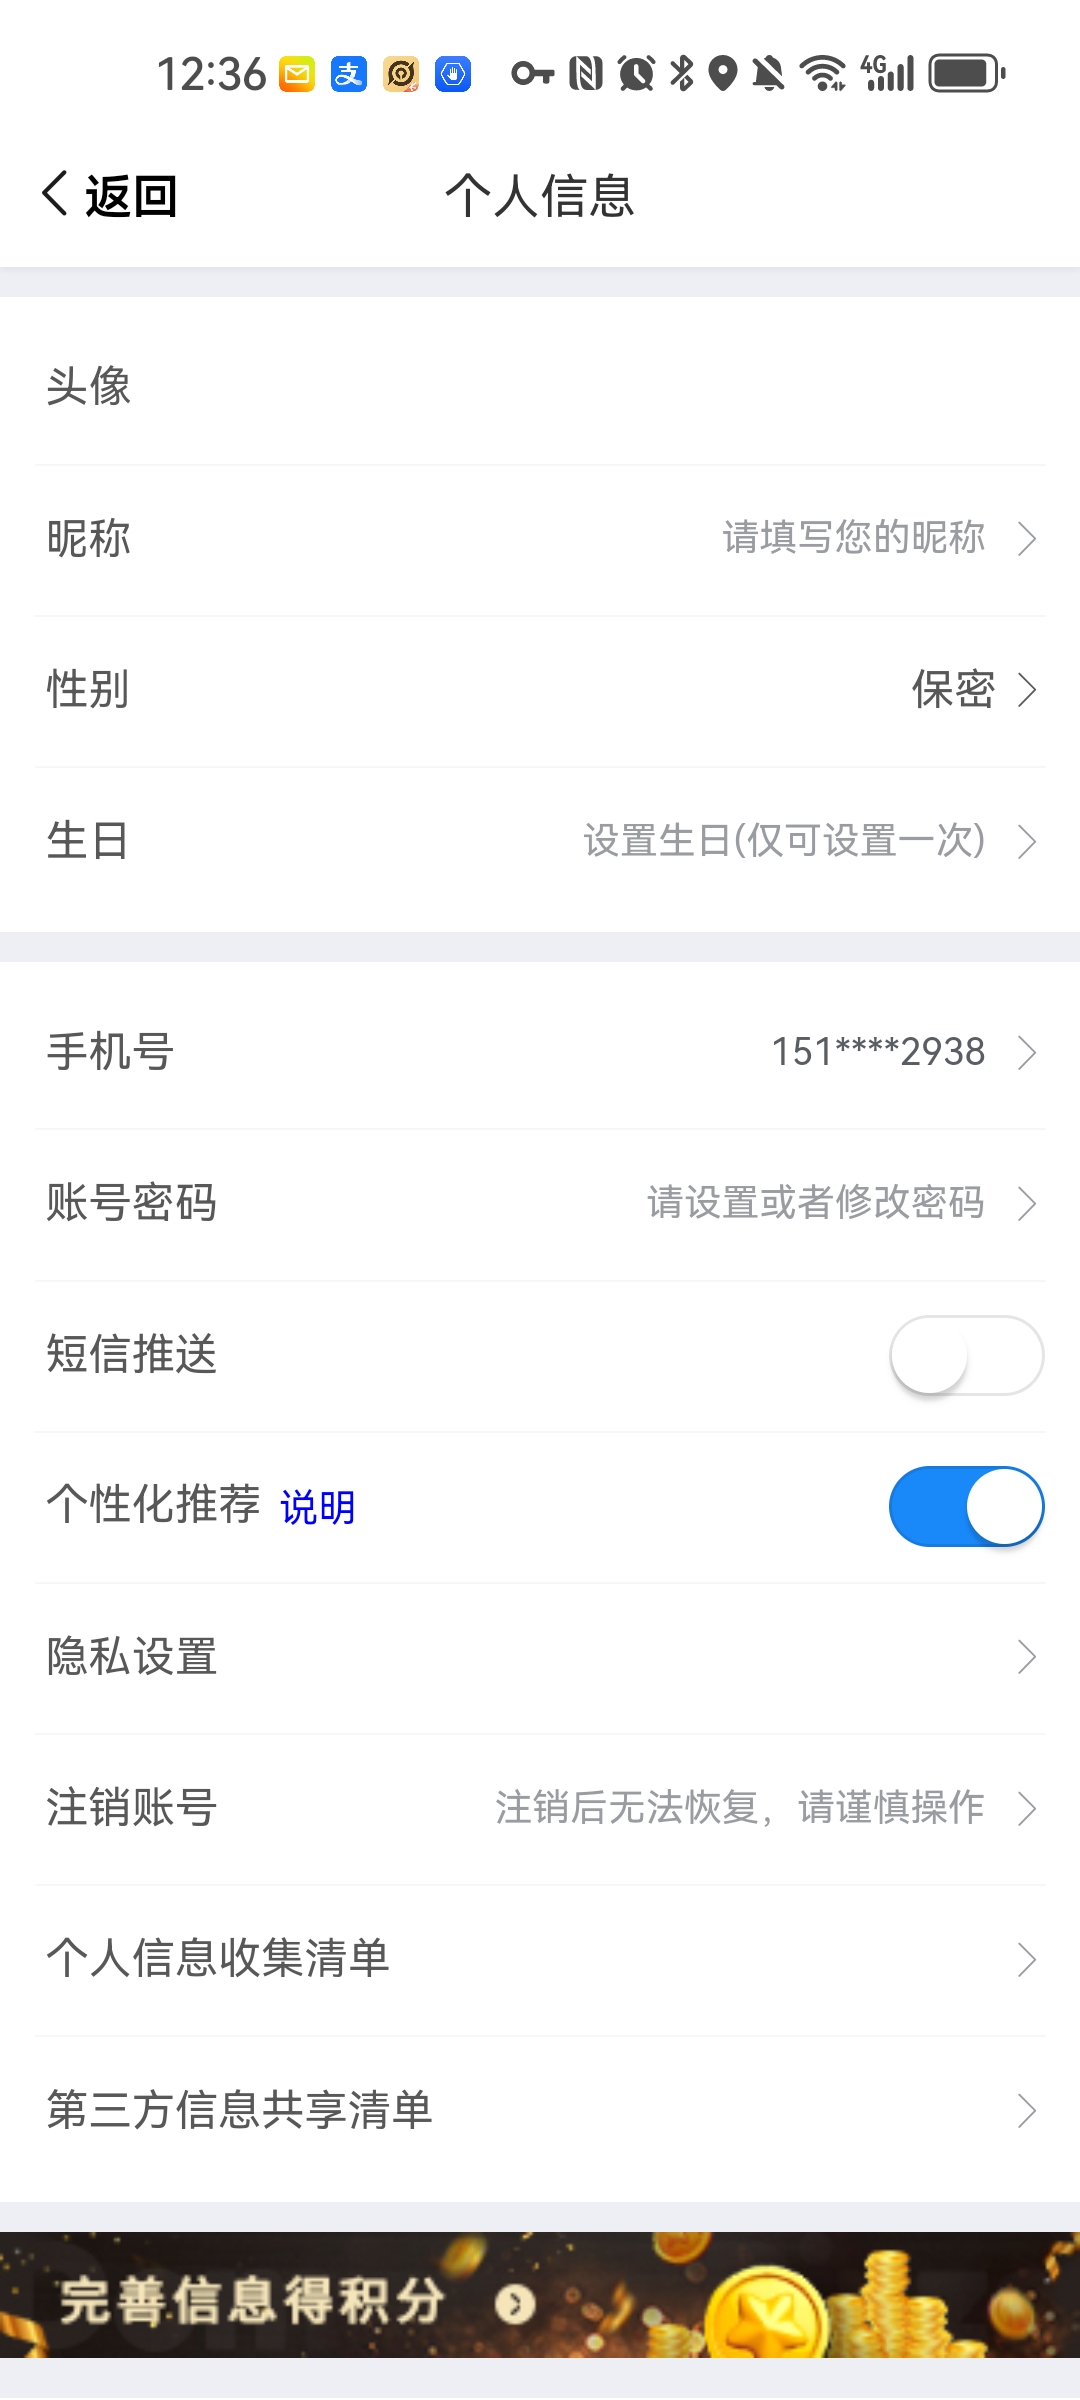 12:36
4G
返回
个人信息
头像
昵称 请填写您的昵称
性别 保密
生日 设置生日(仅可设置一次)
手机号 151****2938
账号密码 请设置或者修改密码
短信推送
个性化推荐 说明
隐私设置
注销账号 注销后无法恢复，请谨慎操作
个人信息收集清单
第三方信息共享清单
完善信息得积分